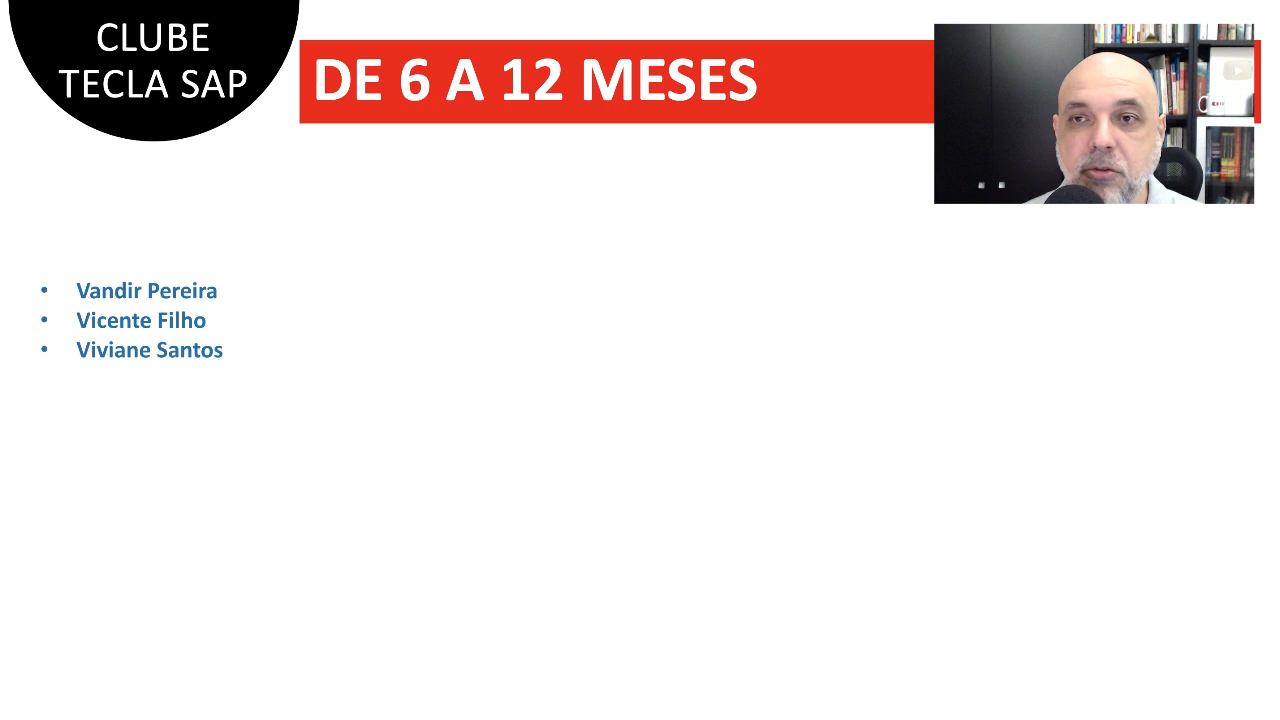 CLUBE
TECLA SAP
DE 6 A 12 MESES
• Vandir Pereira
• Vicente Filho
• Viviane Santos